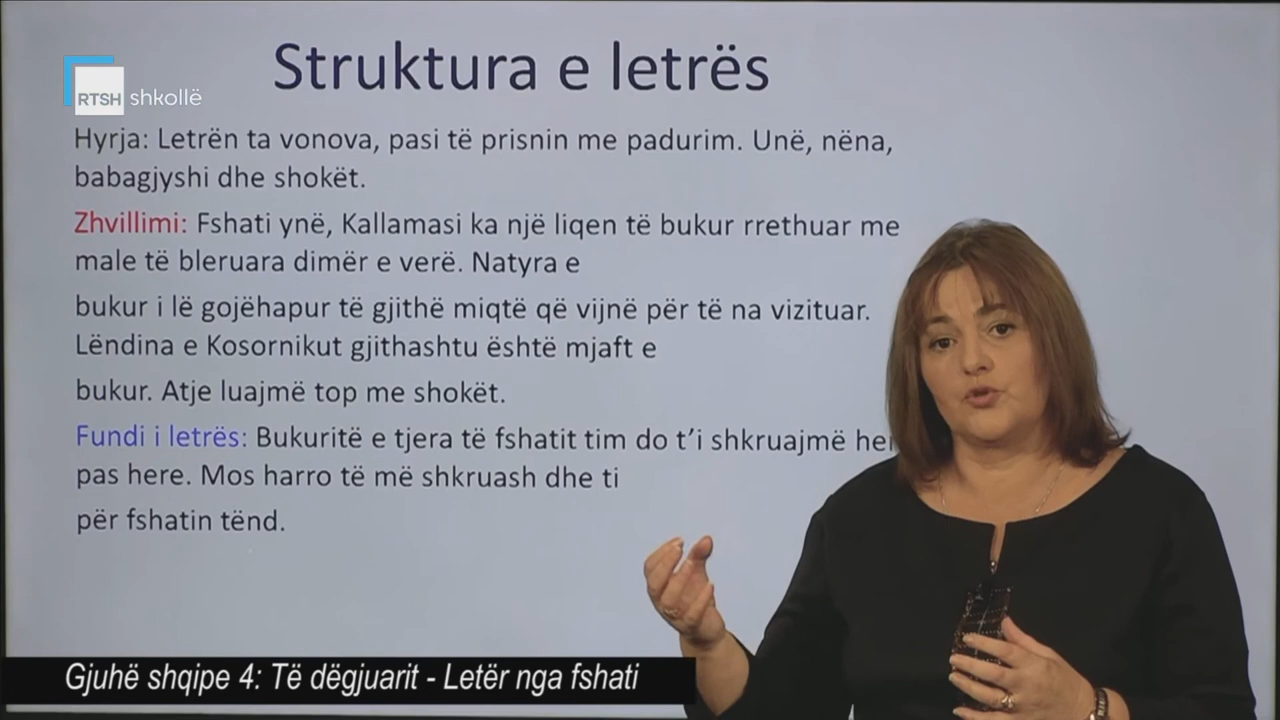 Struktura e letrës
RTSH shkollë
Hyrja: Letrën ta vonova, pasi të prisnin me padurim. Unë, nëna,
babagjyshi dhe shokët.
Zhvillimi: Fshati ynë, Kallamasi ka një liqen të bukur rrethuar me
male të bleruara dimër e verë. Natyra e
bukur i lë gojëhapur të gjithë miqtë që vijnë për të na vizituar.
Lëndina e Kosornikut gjithashtu është mjaft e
bukur. Atje luajmë top me shokët.
Fundi i letrës: Bukuritë e tjera të fshatit tim do t’i shkruajmë
pas here. Mos harro të më shkruash dhe ti
për fshatin tënd.
Gjuhë shqipe 4: Të dëgjuarit - Letër nga fshati